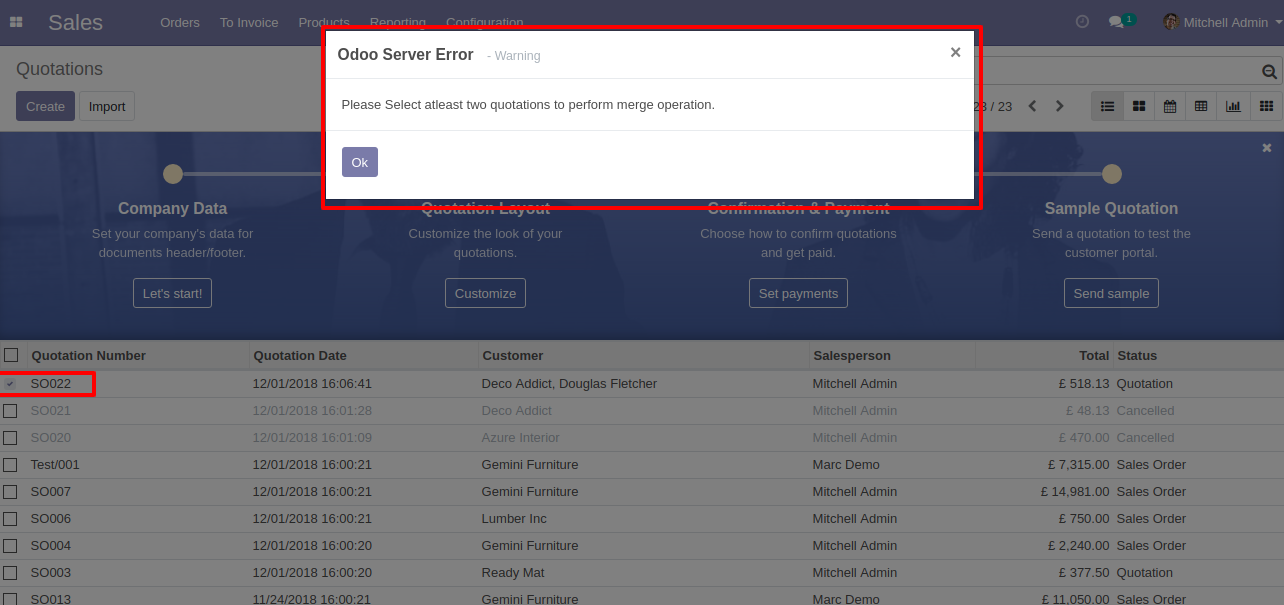 Sales Orders To Invoice Products Reporting Configuration 1 Mitchell Admin
Odoo Server Error - Warning ×
Quotations
Please Select atleast two quotations to perform merge operation.
Create Import
23 / 23
Ok
Company Data Quotation Layout Confirmation & Payment Sample Quotation
Set your company's data for Customize the look of your Choose how to confirm quotations Send a quotation to test the
documents header/footer. quotations. and get paid. customer portal.
Let's start! Customize Set payments Send sample
Quotation Number Quotation Date Customer Salesperson Total Status
SO022 12/01/2018 16:06:41 Deco Addict, Douglas Fletcher Mitchell Admin £ 518.13 Quotation
SO021 12/01/2018 16:01:28 Deco Addict Mitchell Admin £ 48.13 Cancelled
SO020 12/01/2018 16:01:09 Azure Interior Mitchell Admin £ 470.00 Cancelled
Test/001 12/01/2018 16:00:21 Gemini Furniture Marc Demo £ 7,315.00 Sales Order
SO007 12/01/2018 16:00:21 Gemini Furniture Mitchell Admin £ 14,981.00 Sales Order
SO006 12/01/2018 16:00:21 Lumber Inc Mitchell Admin £ 750.00 Sales Order
SO004 12/01/2018 16:00:20 Gemini Furniture Mitchell Admin £ 2,240.00 Sales Order
SO003 12/01/2018 16:00:20 Ready Mat Mitchell Admin £ 377.50 Quotation
SO013 11/24/2018 16:00:21 Gemini Furniture Marc Demo £ 11,050.00 Sales Order